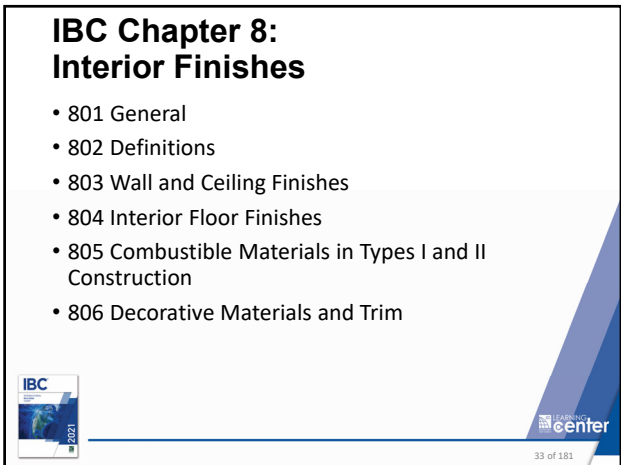 IBC Chapter 8:
Interior Finishes
• 801 General
• 802 Definitions
• 803 Wall and Ceiling Finishes
• 804 Interior Floor Finishes
• 805 Combustible Materials in Types I and II
Construction
• 806 Decorative Materials and Trim
IBC
2021
LEARNING
center
33 of 181